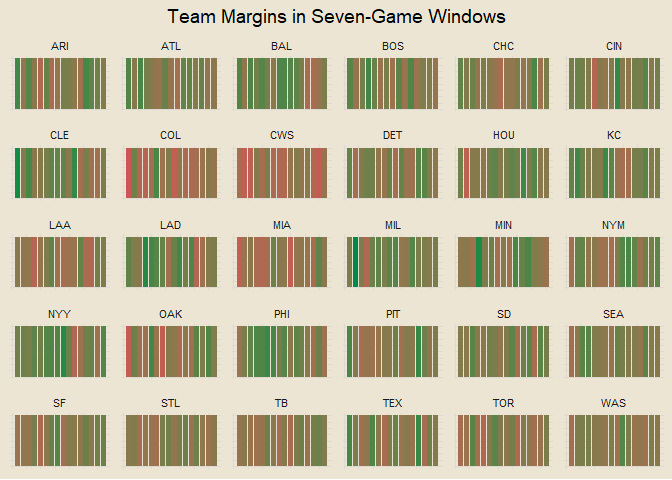 Team Margins in Seven-Game Windows
ARI ATL BAL BOS CHC CIN
CLE COL CWS DET HOU KC
LAA LAD MIA MIL MIN NYM
NYY OAK PHI PIT SD SEA
SF STL TB TEX TOR WAS